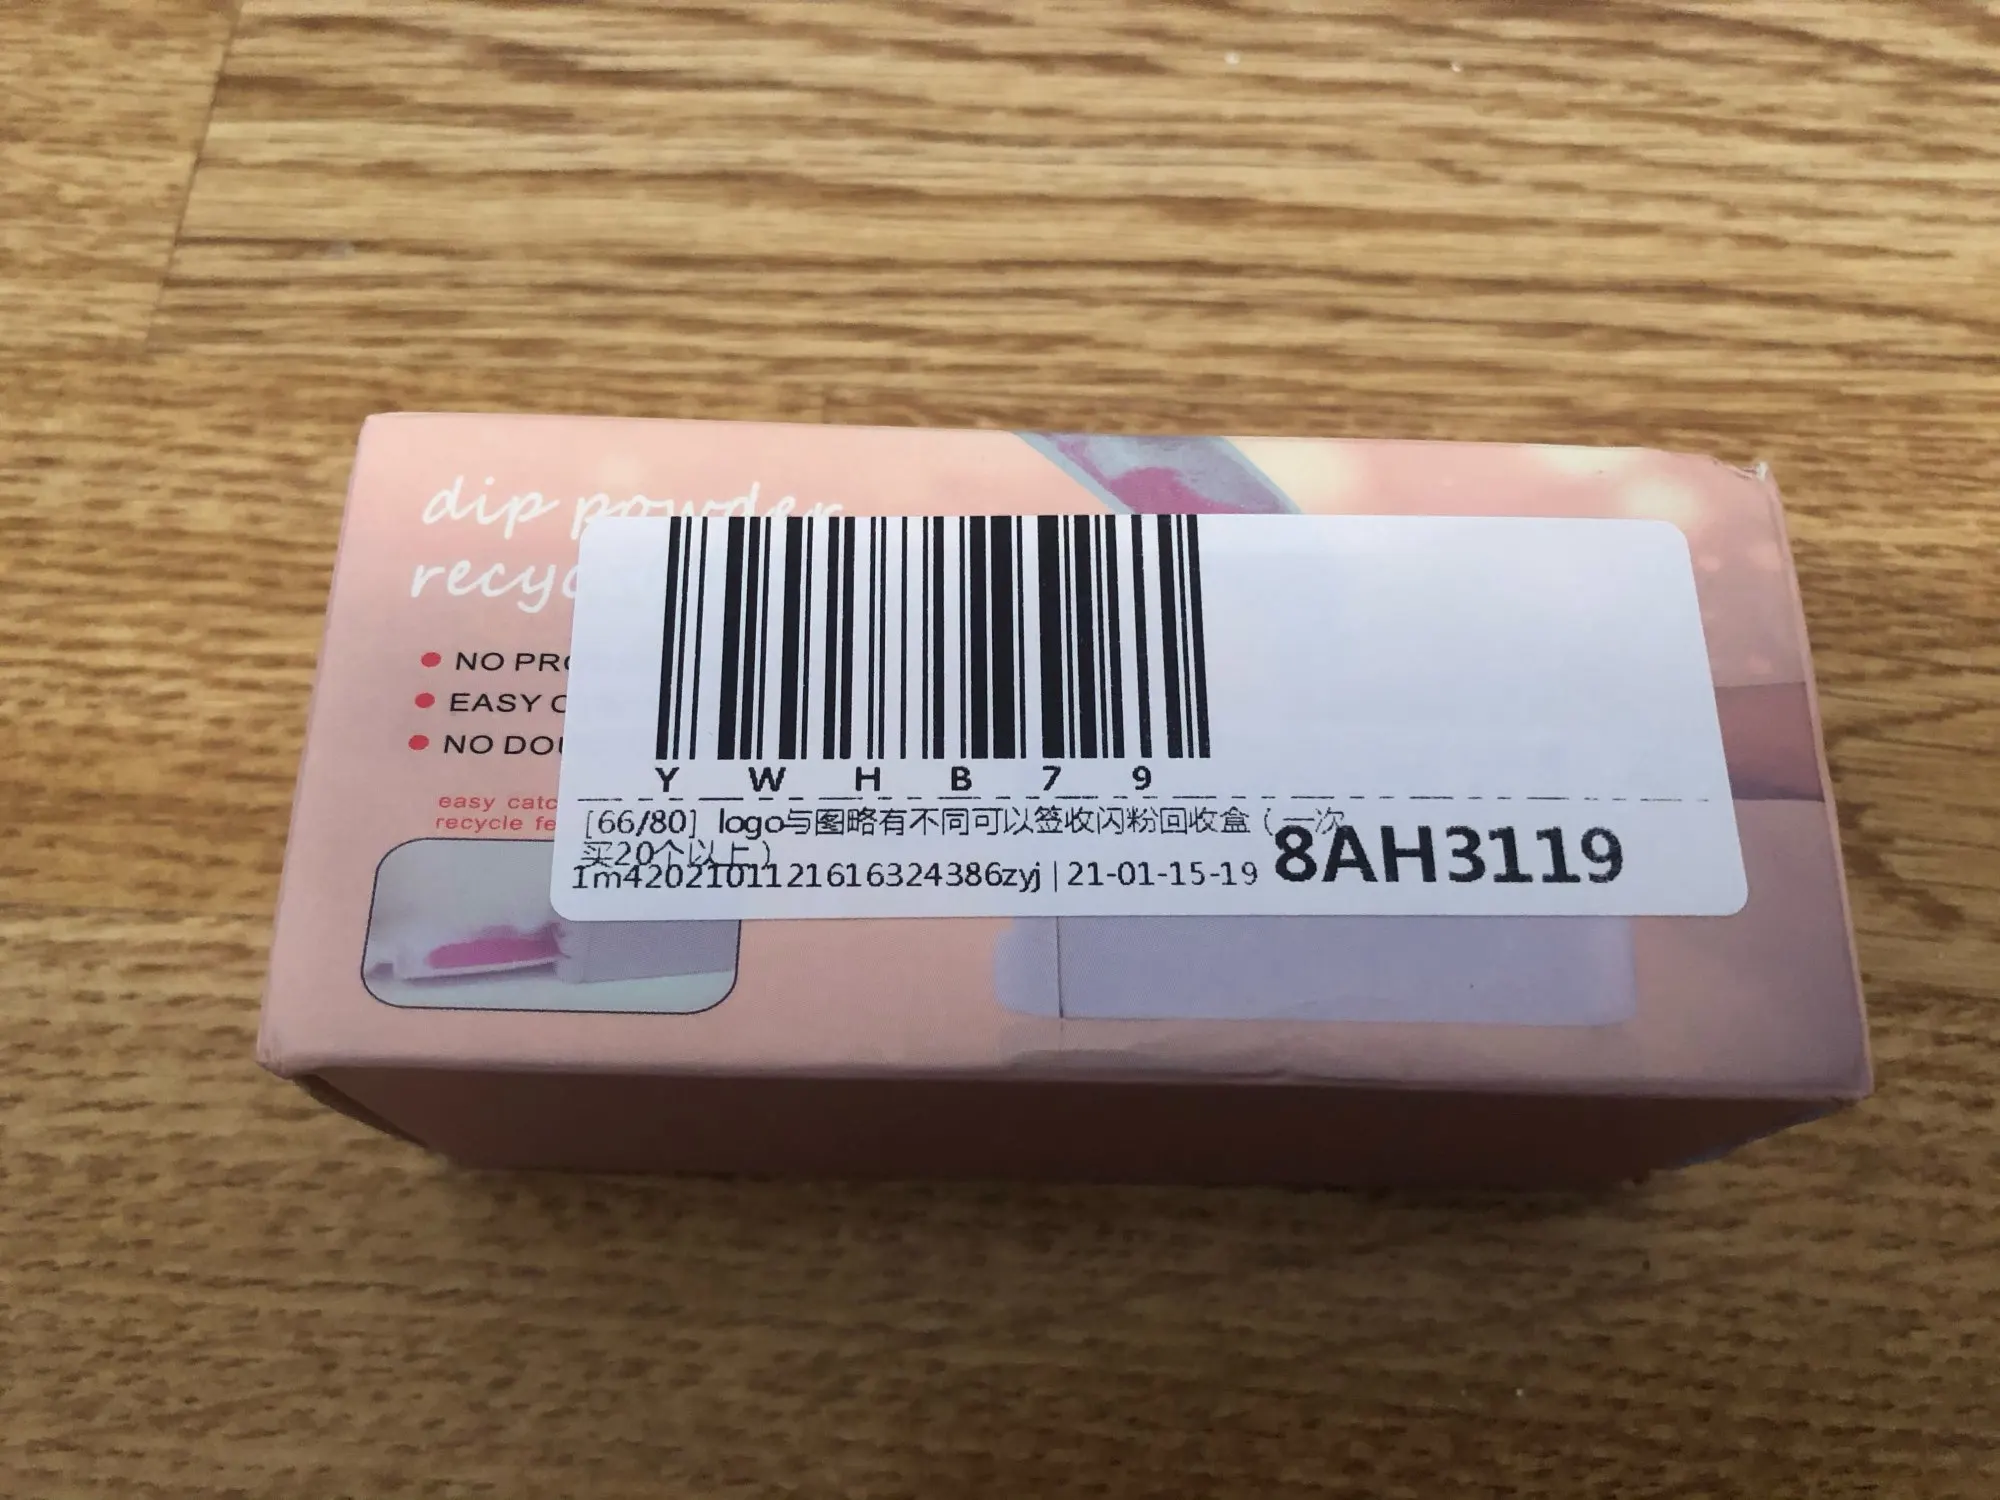 dip powder
recyc
NO PRO
EASY C
NO DOU
easy catc
recycle fe
Y W H B 7 9
[66/80] logo与图略有不同可以签收闪粉回收盒（一次
买20个以上）
1m4202101121616324386zyj|21-01-15-19
8AH3119